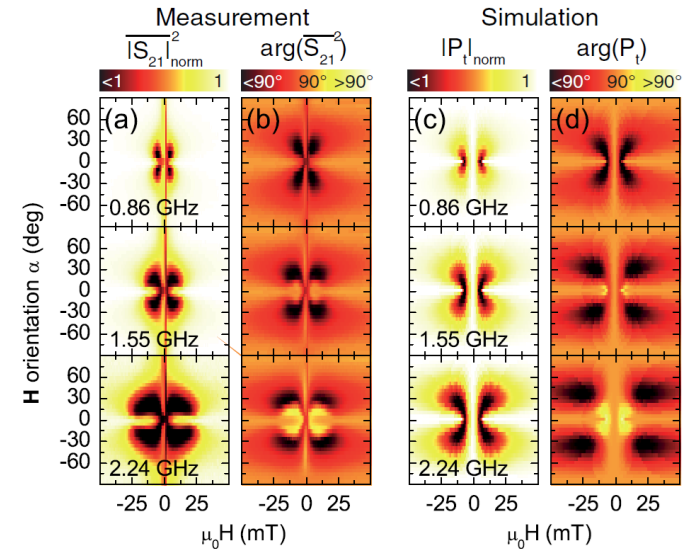 Measurement Simulation
|S₂₁|²norm arg(S₂₁²) |Pₜ|norm arg(Pₜ)
<1 1 <90° 90° >90° <1 1 <90° 90° >90°
(a) (b) (c) (d)
60
30
0
-30
-60
0.86 GHz 0.86 GHz
60
30
0
-30
-60
1.55 GHz 1.55 GHz
60
30
0
-30
-60
2.24 GHz 2.24 GHz
H orientation α (deg)
-25 0 25 -25 0 25 -25 0 25 -25 0 25
μ₀H (mT) μ₀H (mT)